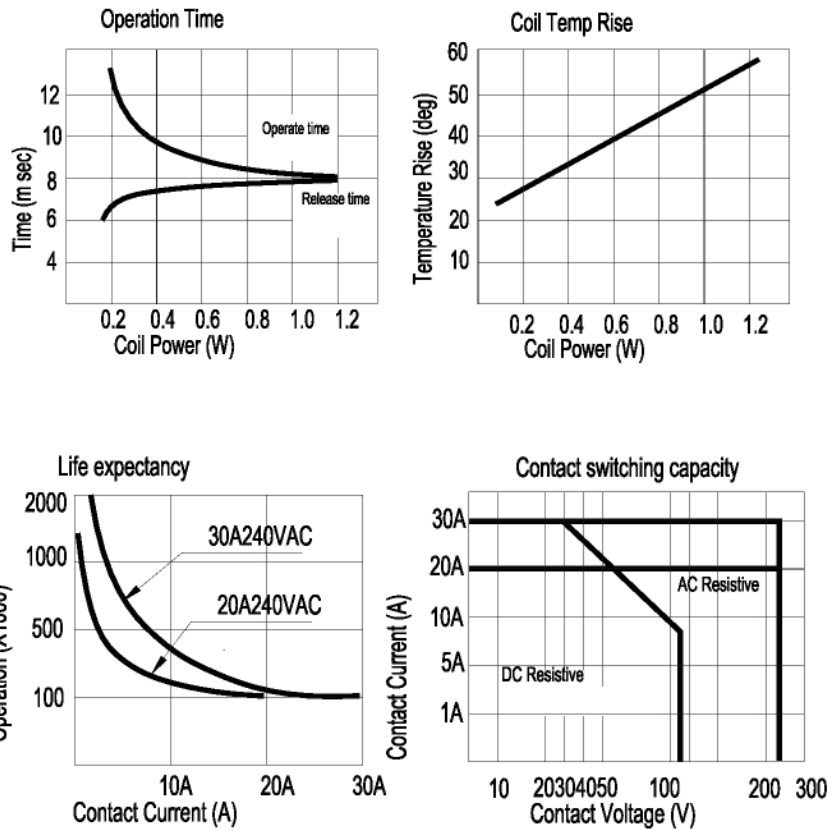 Operation Time
Time (m sec)
12
10
8
6
4
Operate time
Release time
0.2 0.4 0.6 0.8 1.0 1.2
Coil Power (W)
Coil Temp Rise
Temperature Rise (deg)
60
50
40
30
20
10
0.2 0.4 0.6 0.8 1.0 1.2
Coil Power (W)
Life expectancy
2000
1000
500
100
30A240VAC
20A240VAC
10A 20A 30A
Contact Current (A)
Contact switching capacity
Contact Current (A)
30A
20A
10A
5A
1A
AC Resistive
DC Resistive
10 20304050 100 200 300
Contact Voltage (V)